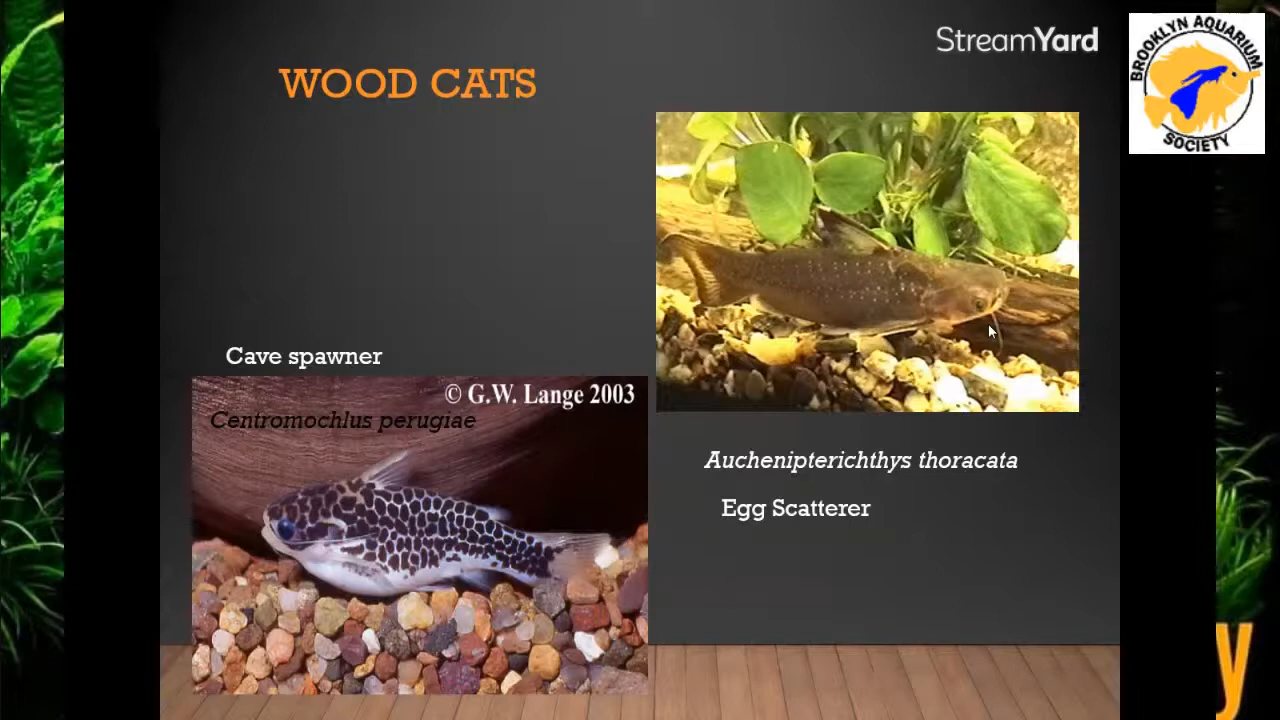 StreamYard
BROOKLYN AQUARIUM
SOCIETY
WOOD CATS
Cave spawner
© G.W. Lange 2003
Centromochlus perugiae
Auchenipterichthys thoracata
Egg Scatterer
y